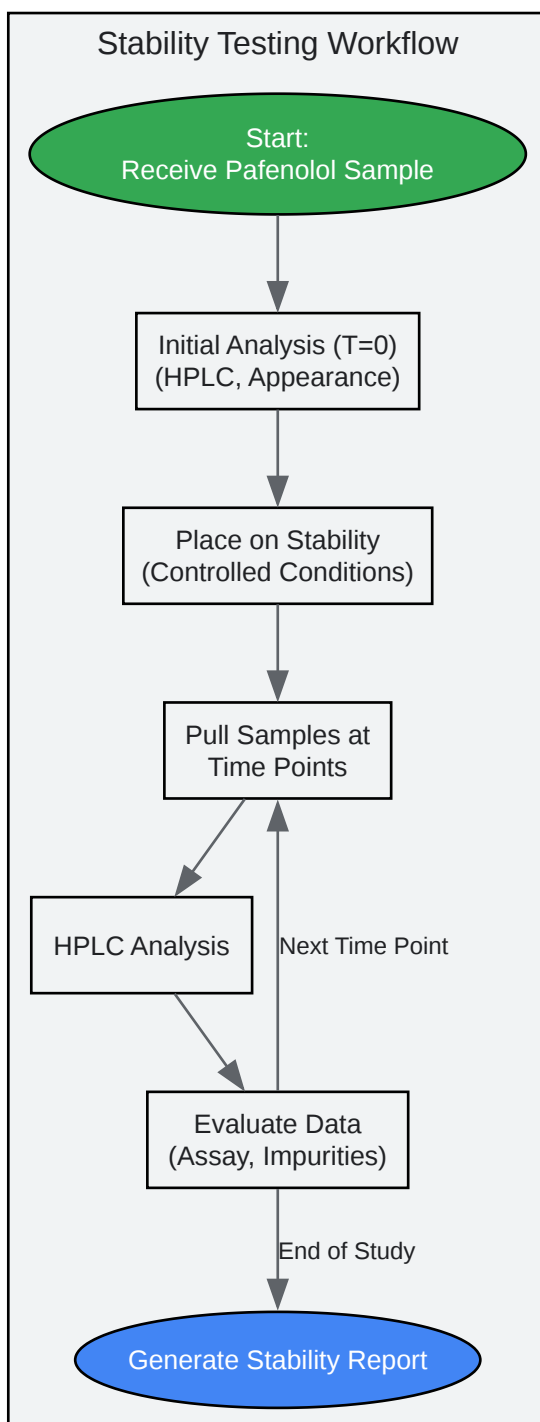 Stability Testing Workflow
Start:
Receive Pafenolol Sample
Initial Analysis (T=0)
(HPLC, Appearance)
Place on Stability
(Controlled Conditions)
Pull Samples at
Time Points
HPLC Analysis
Next Time Point
Evaluate Data
(Assay, Impurities)
End of Study
Generate Stability Report